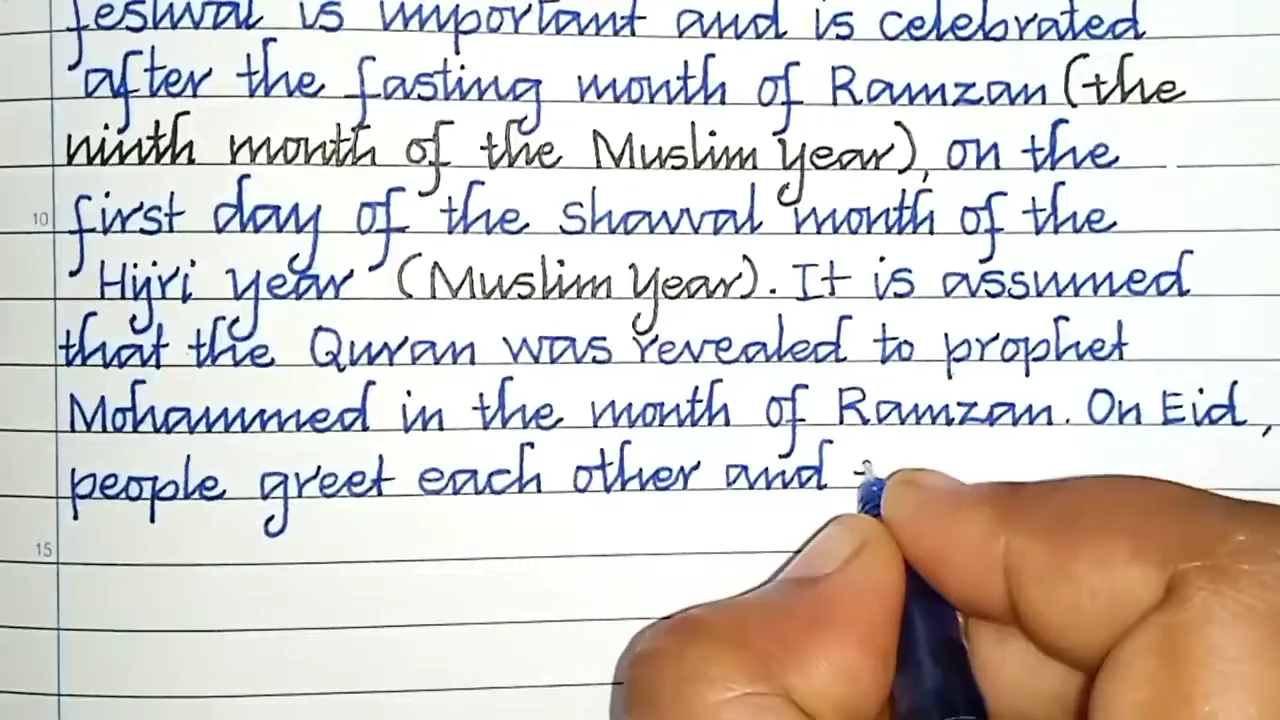 festival is important and is celebrated
after the fasting month of Ramzan (the
ninth month of the Muslim year), on the
10 first day of the Shawal month of the
Hijri year (Muslim Year). It is assumed
that the Quran was revealed to prophet
Mohammed in the month of Ramzan. On Eid,
people greet each other and
15